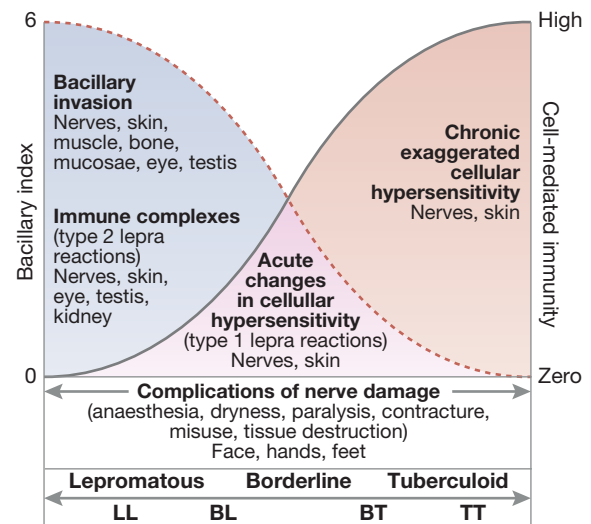 6
High
Bacillary index
Cell-mediated immunity
Bacillary
invasion
Nerves, skin,
muscle, bone,
mucosae, eye, testis
Immune complexes
(type 2 lepra
reactions)
Nerves, skin,
eye, testis,
kidney
Chronic
exaggerated
cellular
hypersensitivity
Nerves, skin
Acute
changes
in cellullar
hypersensitivity
(type 1 lepra reactions)
Nerves, skin
0
Zero
Complications of nerve damage
(anaesthesia, dryness, paralysis, contracture,
misuse, tissue destruction)
Face, hands, feet
Lepromatous Borderline Tuberculoid
LL BL BT TT